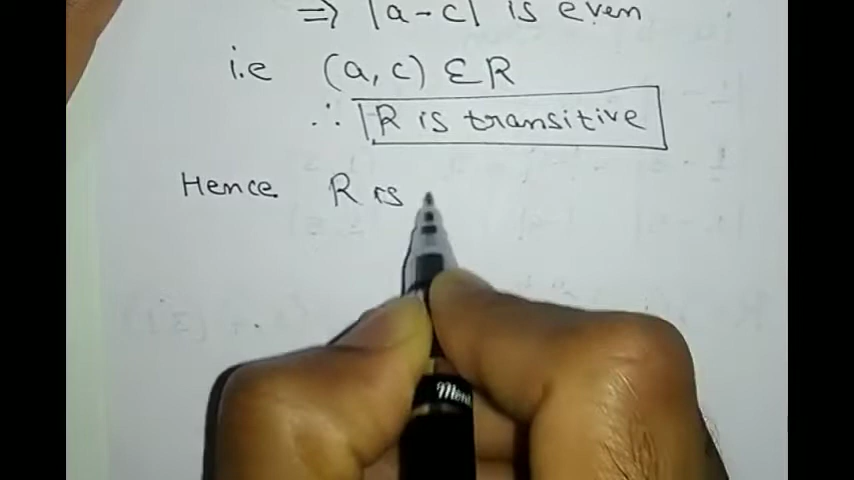 ⇒ |a-c| is even
i.e (a, c) ∈ R
∴ R is transitive
Hence R is